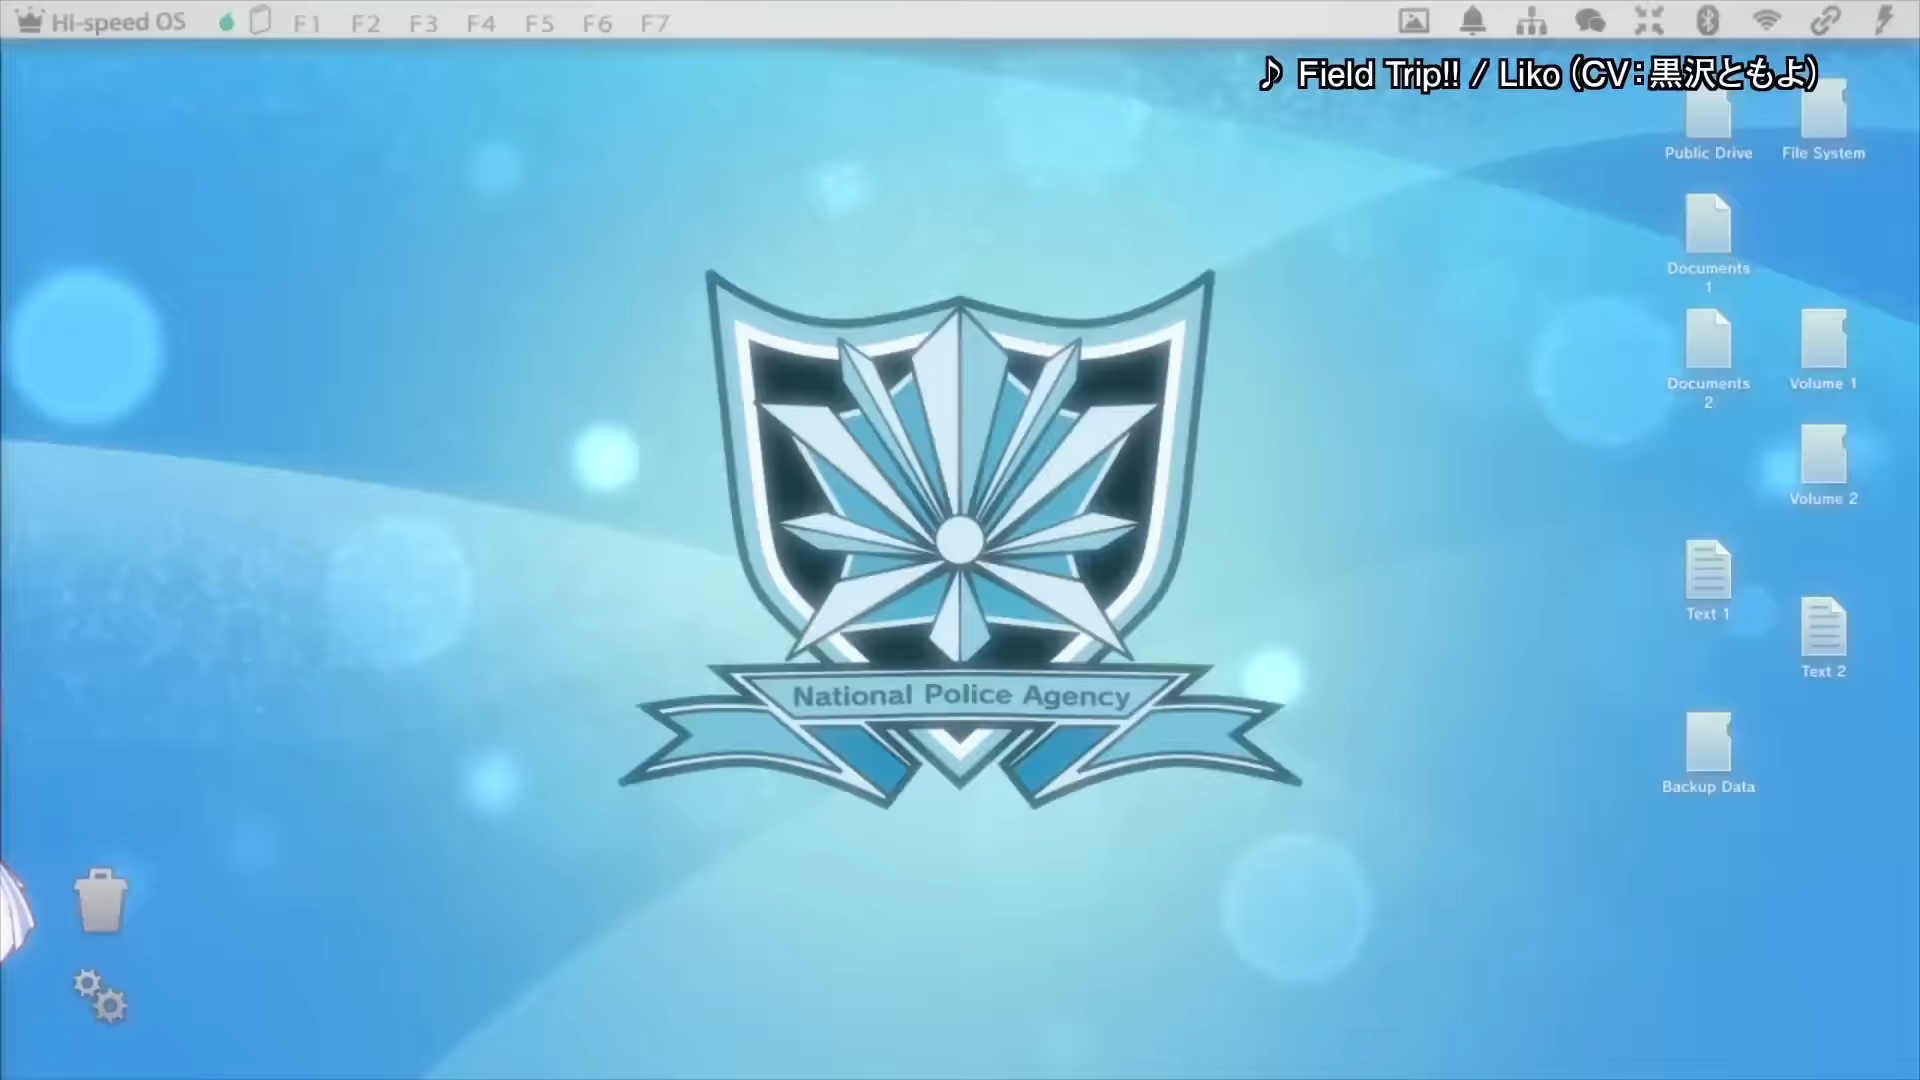 Hi-speed OS F1 F2 F3 F4 F5 F6 F7
♪ Field Trip!! / Liko (CV:黒沢ともよ)
Public Drive
File System
Documents
1
Documents
2
Volume 1
Volume 2
Text 1
Text 2
National Police Agency
Backup Data